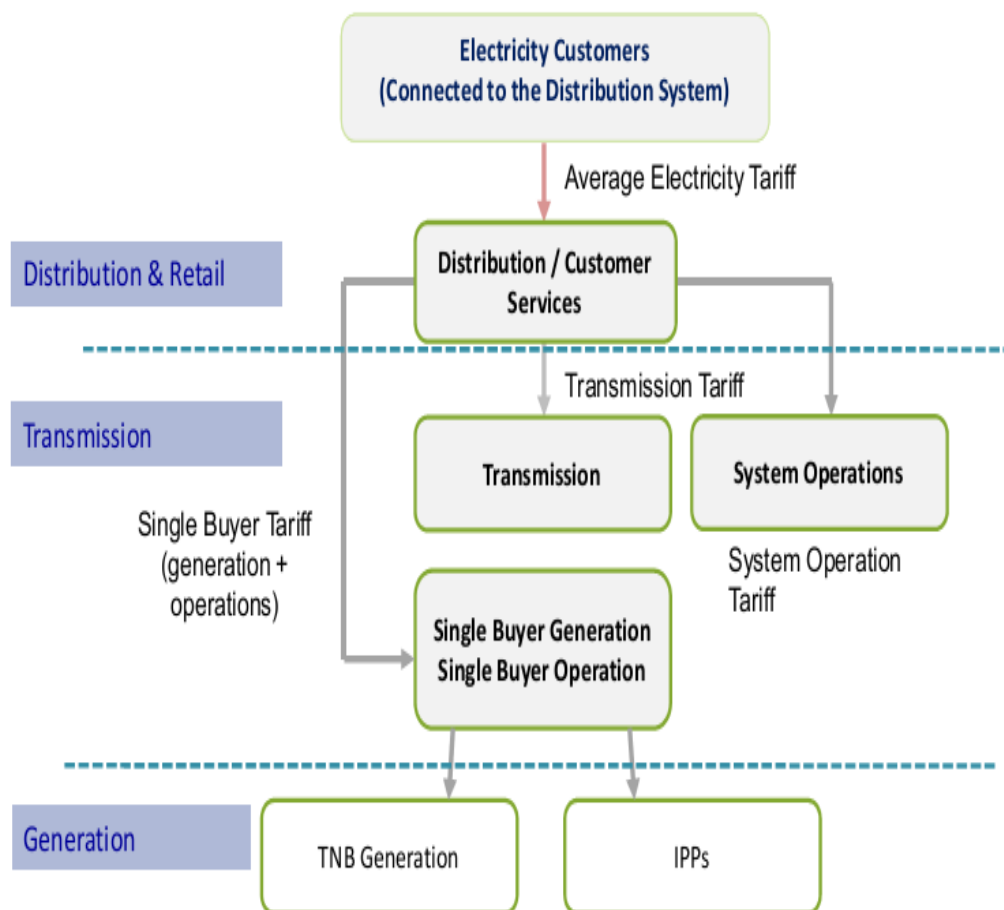 Electricity Customers
(Connected to the Distribution System)
Average Electricity Tariff
Distribution & Retail
Distribution / Customer
Services
Transmission Tariff
Transmission
Transmission
System Operations
Single Buyer Tariff
(generation +
operations)
System Operation
Tariff
Single Buyer Generation
Single Buyer Operation
Generation
TNB Generation
IPPs